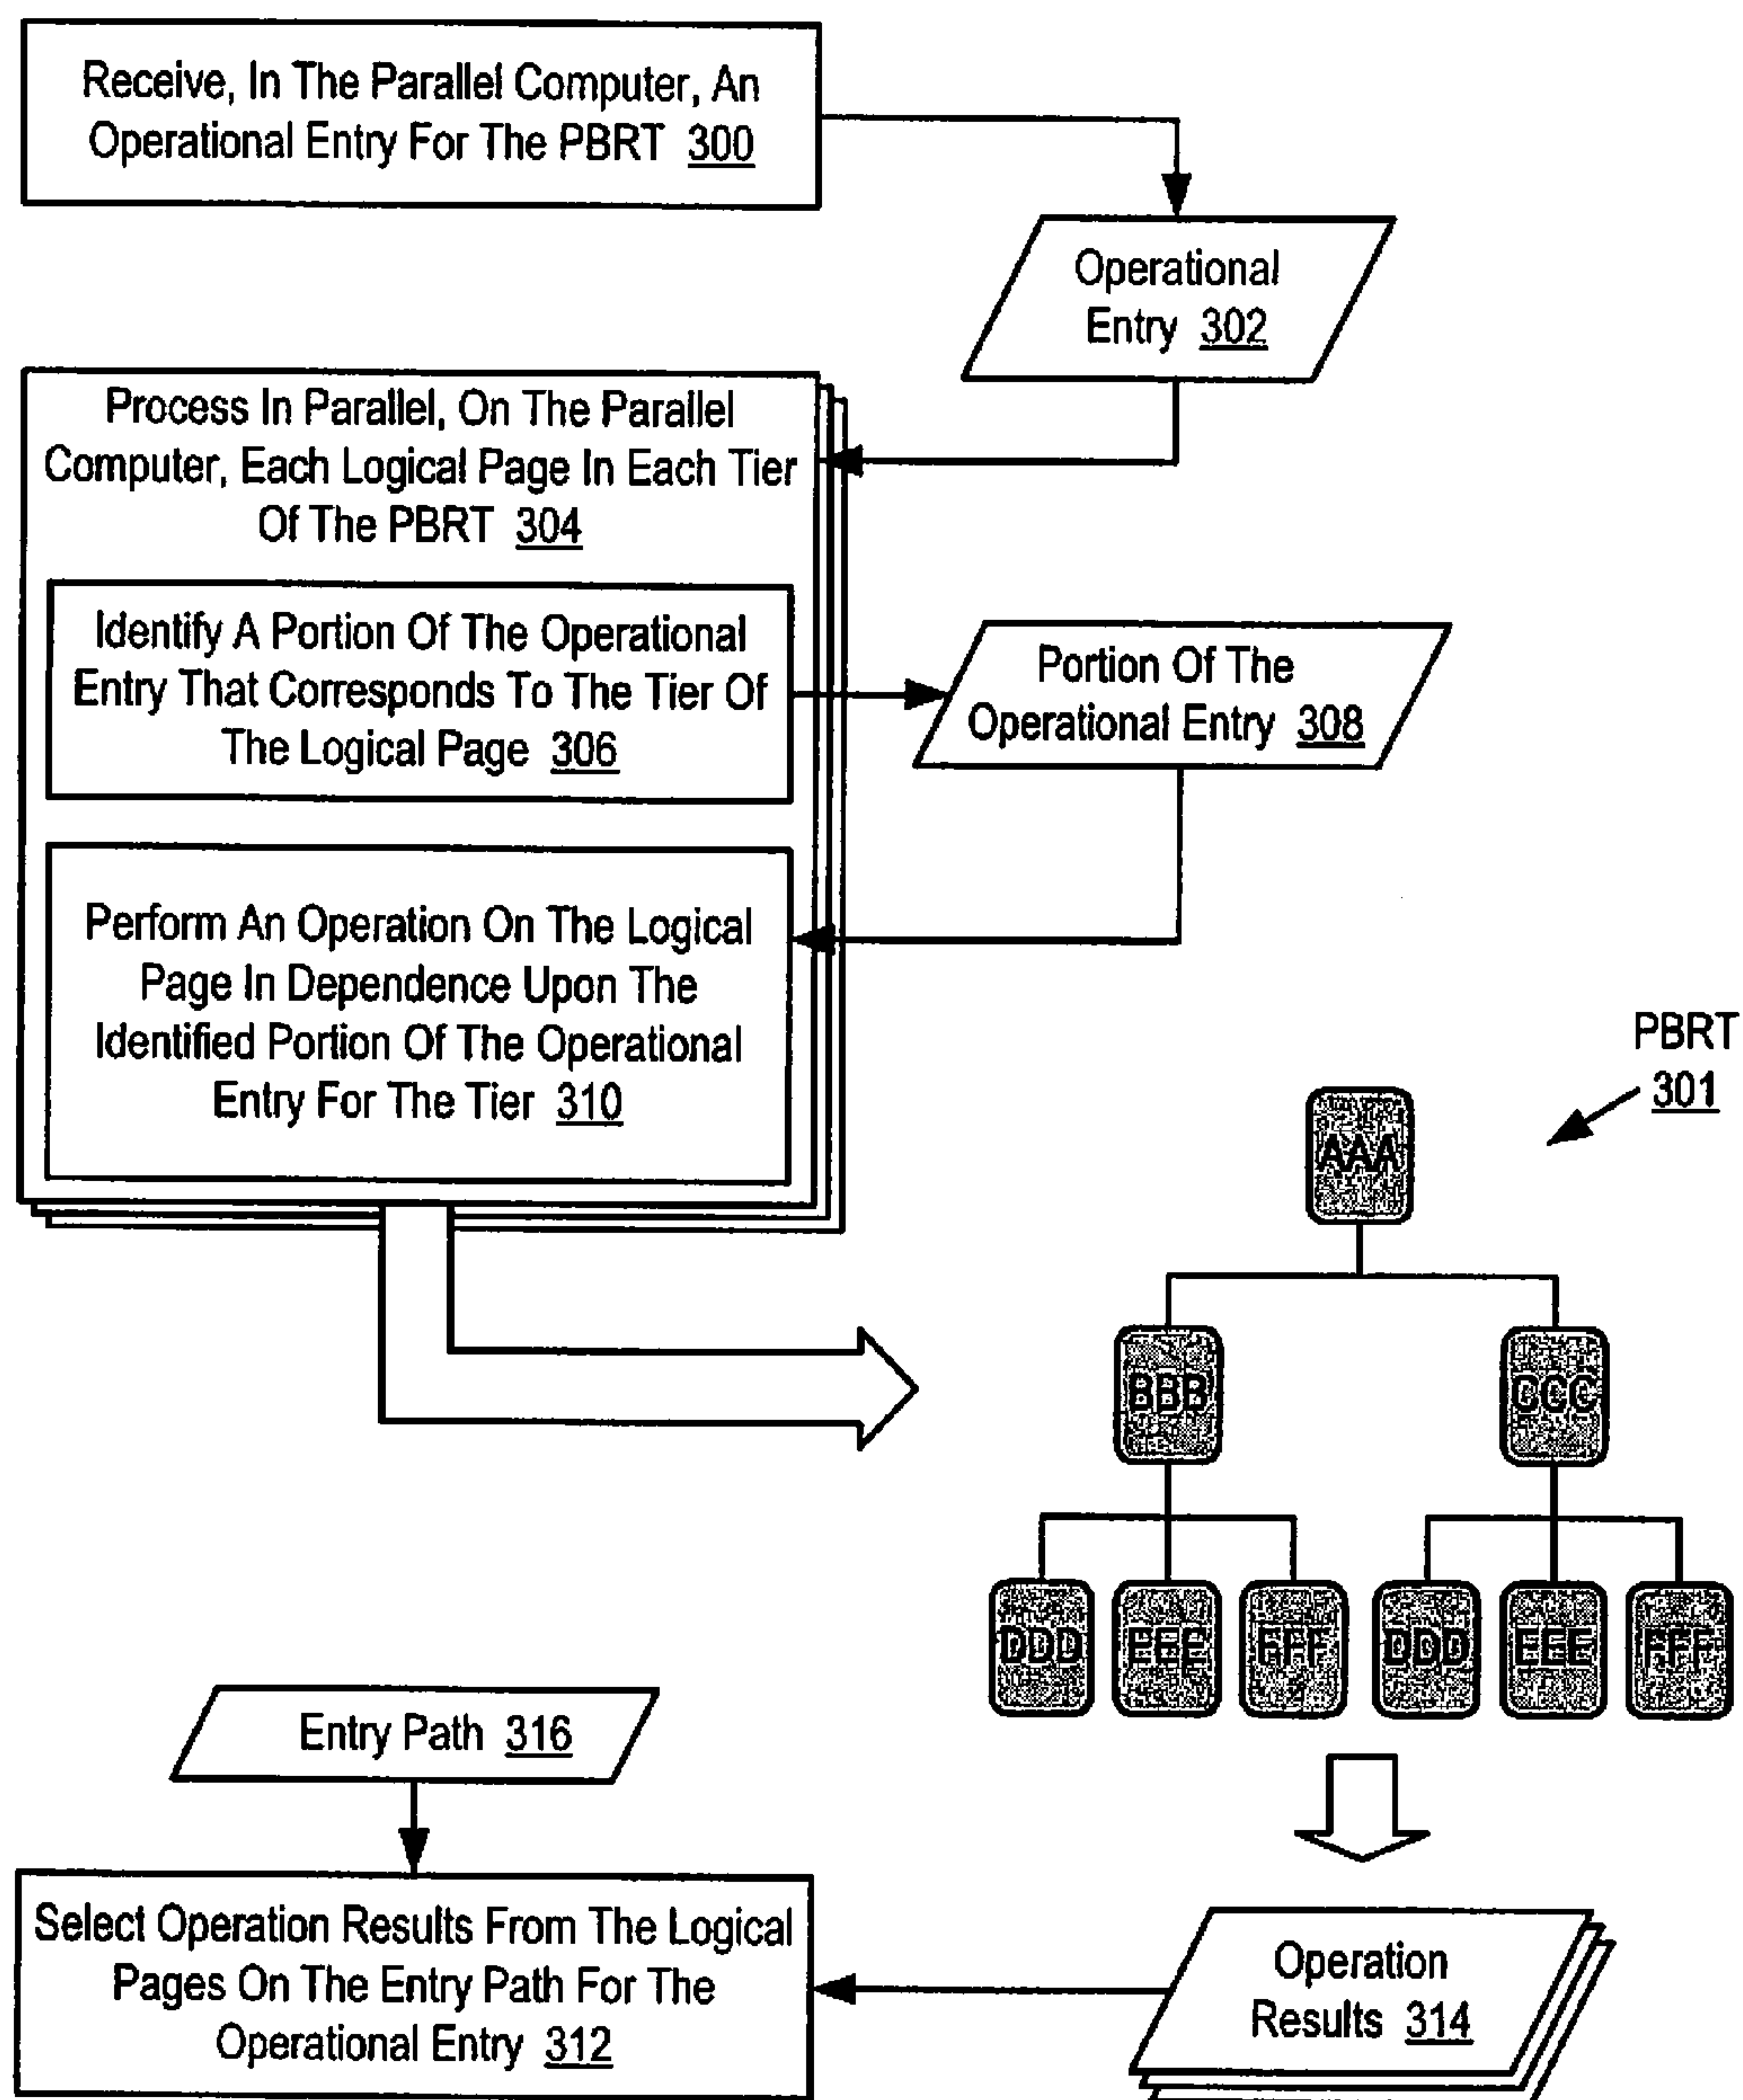 Receive, In The Parallel Computer, An
Operational Entry For The PBRT 300
Operational
Entry 302
Process In Parallel, On The Parallel
Computer, Each Logical Page In Each Tier
Of The PBRT 304
Identify A Portion Of The Operational
Entry That Corresponds To The Tier Of
The Logical Page 306
Portion Of The
Operational Entry 308
Perform An Operation On The Logical
Page In Dependence Upon The
Identified Portion Of The Operational
Entry For The Tier 310
PBRT
301
AAA
BBB
CCC
DDD
EEE
FFF
DDD
EEE
FFF
Entry Path 316
Select Operation Results From The Logical
Pages On The Entry Path For The
Operational Entry 312
Operation
Results 314